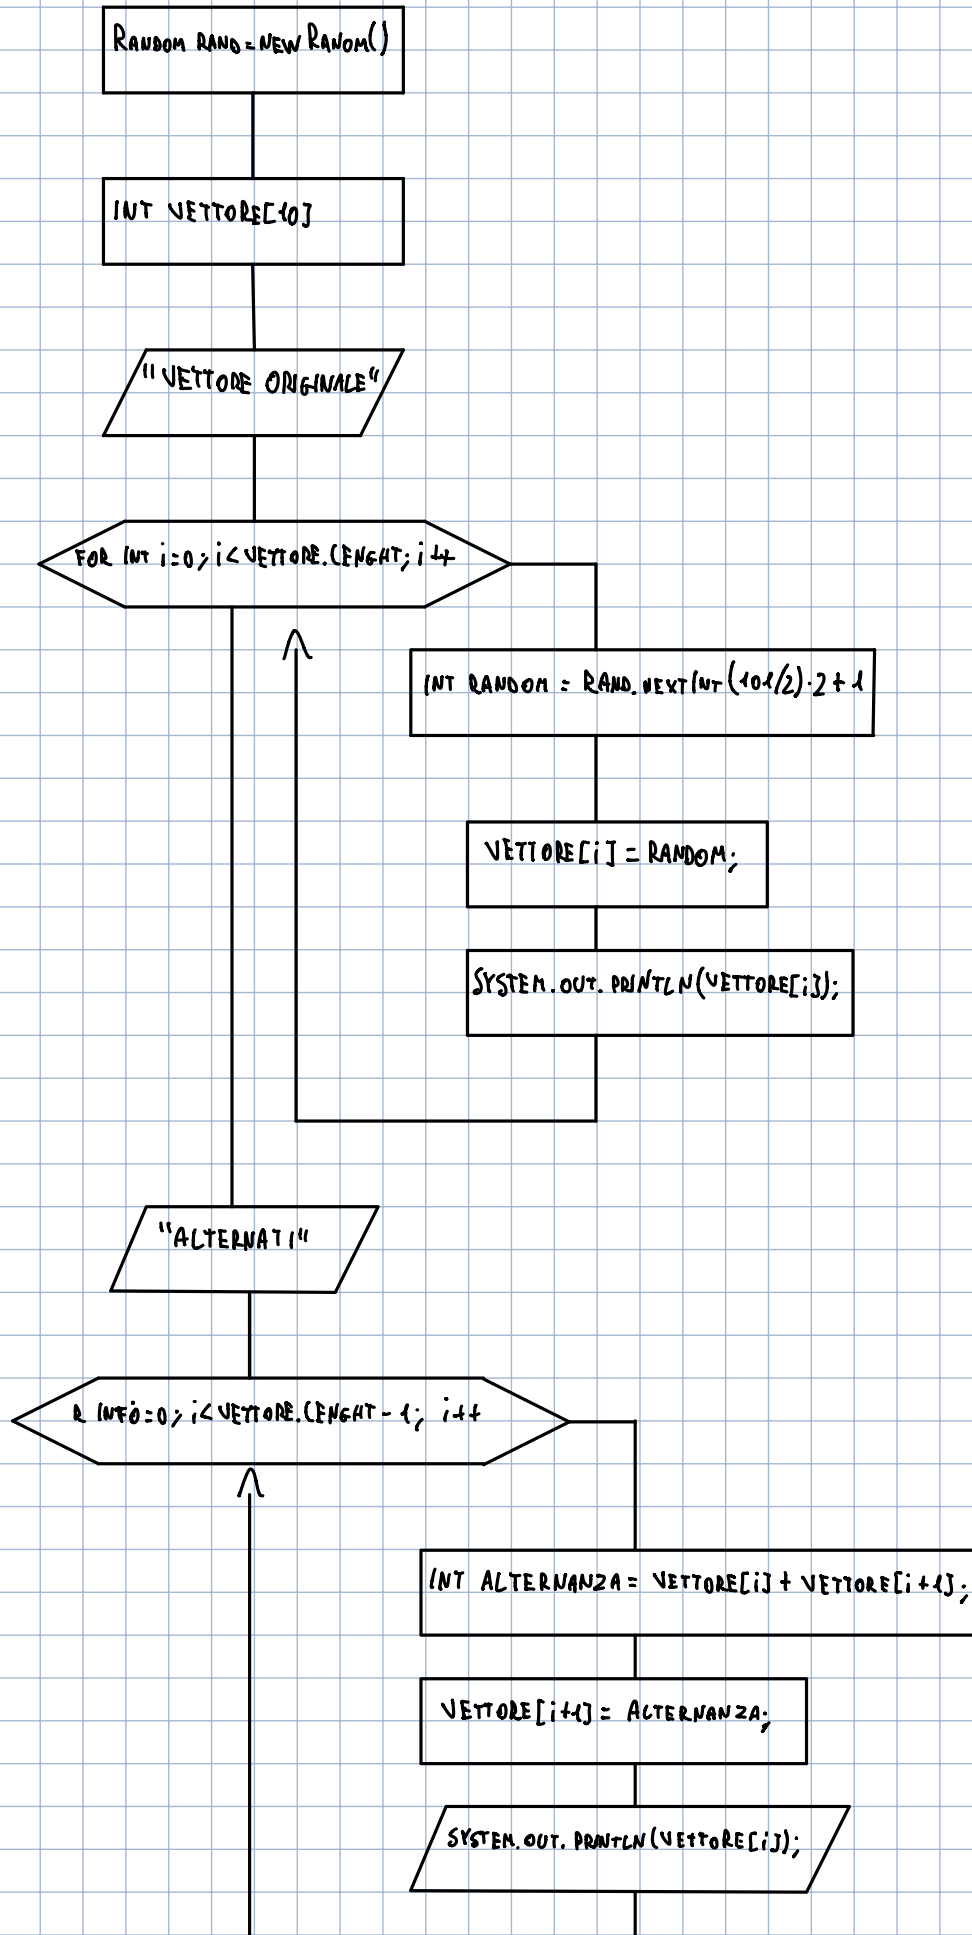 RANDOM RAND = NEW RANOM()
INT VETTORE[10]
"VETTORE ORIGINALE"
FOR INT i=0; i<VETTORE.LENGHT; i++
INT RANDOM = RAND.NEXTINT(101/2)·2+1
VETTORE[i] = RANDOM;
SYSTEM.OUT.PRINTLN(VETTORE[i]);
"ALTERNATI"
R INT i=0; i<VETTORE.LENGHT-1; i++
INT ALTERNANZA = VETTORE[i] + VETTORE[i+1];
VETTORE[i+1] = ALTERNANZA;
SYSTEM.OUT.PRINTLN(VETTORE[i]);